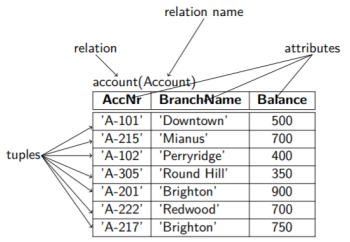 relation name
relation attributes
account(Account)
AccNr BranchName Balance
'A-101' 'Downtown' 500
'A-215' 'Mianus' 700
'A-102' 'Perryridge' 400
tuples 'A-305' 'Round Hill' 350
'A-201' 'Brighton' 900
'A-222' 'Redwood' 700
'A-217' 'Brighton' 750